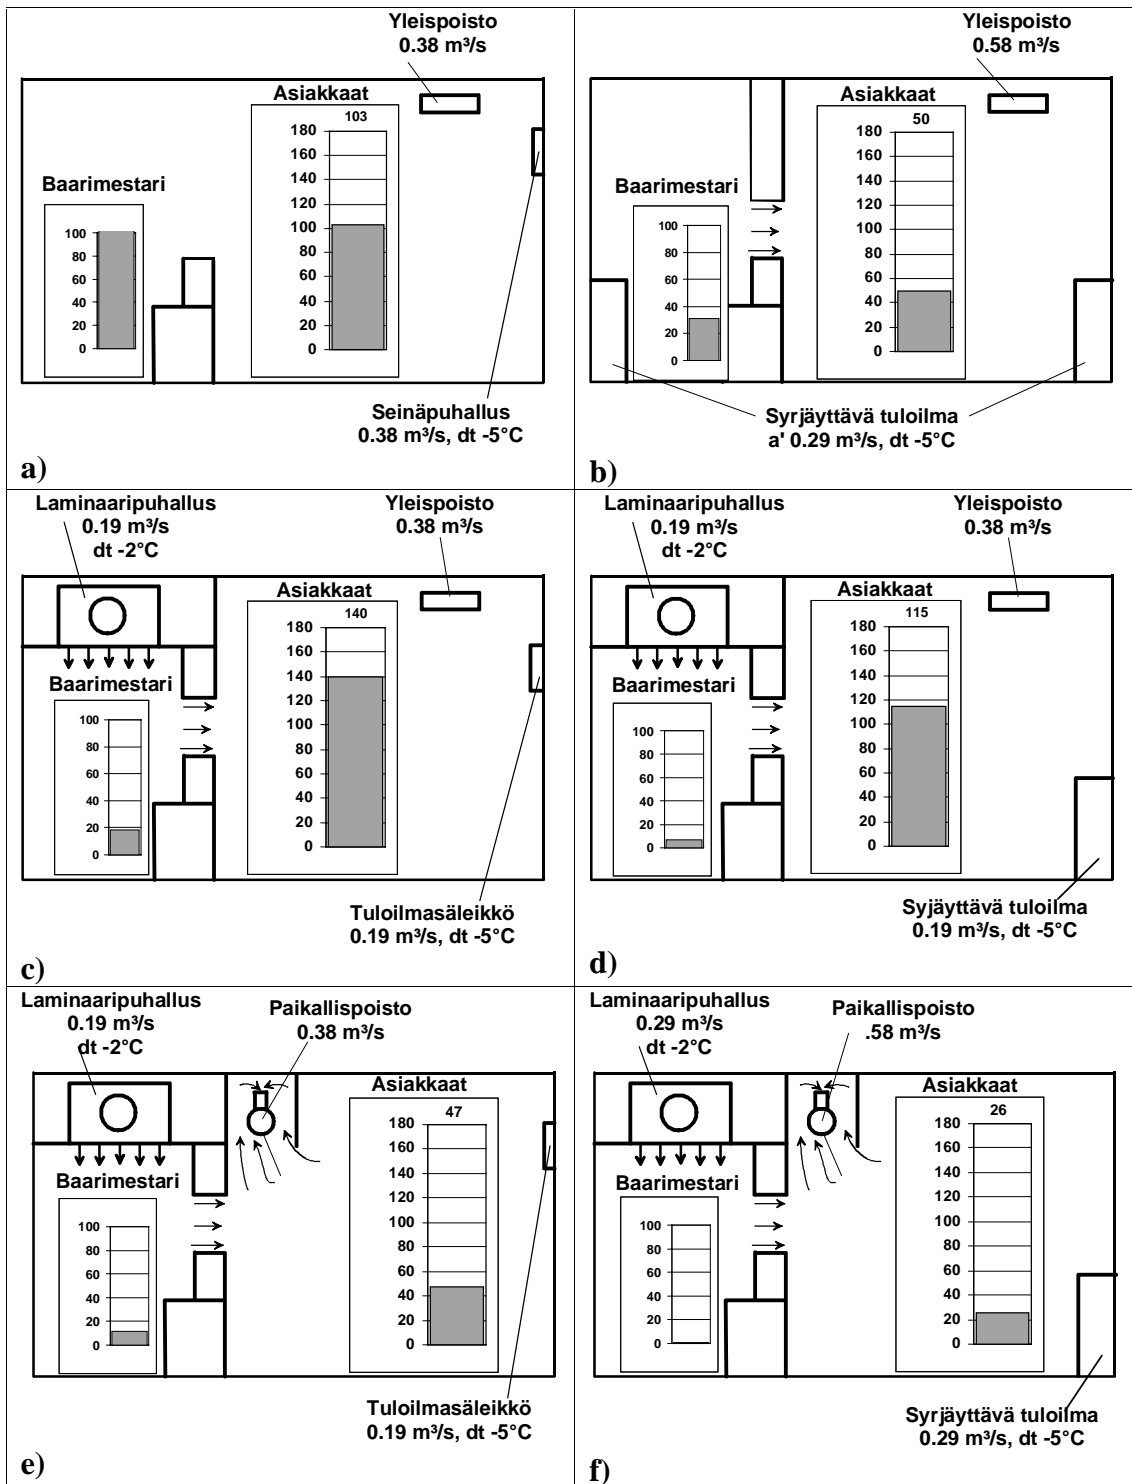 Yleispoisto
0.38 m³/s
Asiakkaat
103
180
160
140
120
100
80
60
40
20
0
Baarimestari
100
80
60
40
20
0
Seinäpuhallus
0.38 m³/s, dt -5°C
a)
Yleispoisto
0.58 m³/s
Asiakkaat
50
180
160
140
120
100
80
60
40
20
0
Baarimestari
100
80
60
40
20
0
Syrjäyttävä tuloilma
a' 0.29 m³/s, dt -5°C
b)
Laminaaripuhallus
0.19 m³/s
dt -2°C
Yleispoisto
0.38 m³/s
Asiakkaat
140
180
160
140
120
100
80
60
40
20
0
Baarimestari
100
80
60
40
20
0
Tuloilmasäleikkö
0.19 m³/s, dt -5°C
c)
Laminaaripuhallus
0.19 m³/s
dt -2°C
Yleispoisto
0.38 m³/s
Asiakkaat
115
180
160
140
120
100
80
60
40
20
0
Baarimestari
100
80
60
40
20
0
Syjäyttävä tuloilma
0.19 m³/s, dt -5°C
d)
Laminaaripuhallus
0.19 m³/s
dt -2°C
Paikallispoisto
0.38 m³/s
Asiakkaat
47
180
160
140
120
100
80
60
40
20
0
Baarimestari
100
80
60
40
20
0
Tuloilmasäleikkö
0.19 m³/s, dt -5°C
e)
Laminaaripuhallus
0.29 m³/s
dt -2°C
Paikallispoisto
.58 m³/s
Asiakkaat
26
180
160
140
120
100
80
60
40
20
0
Baarimestari
100
80
60
40
20
0
Syrjäyttävä tuloilma
0.29 m³/s, dt -5°C
f)